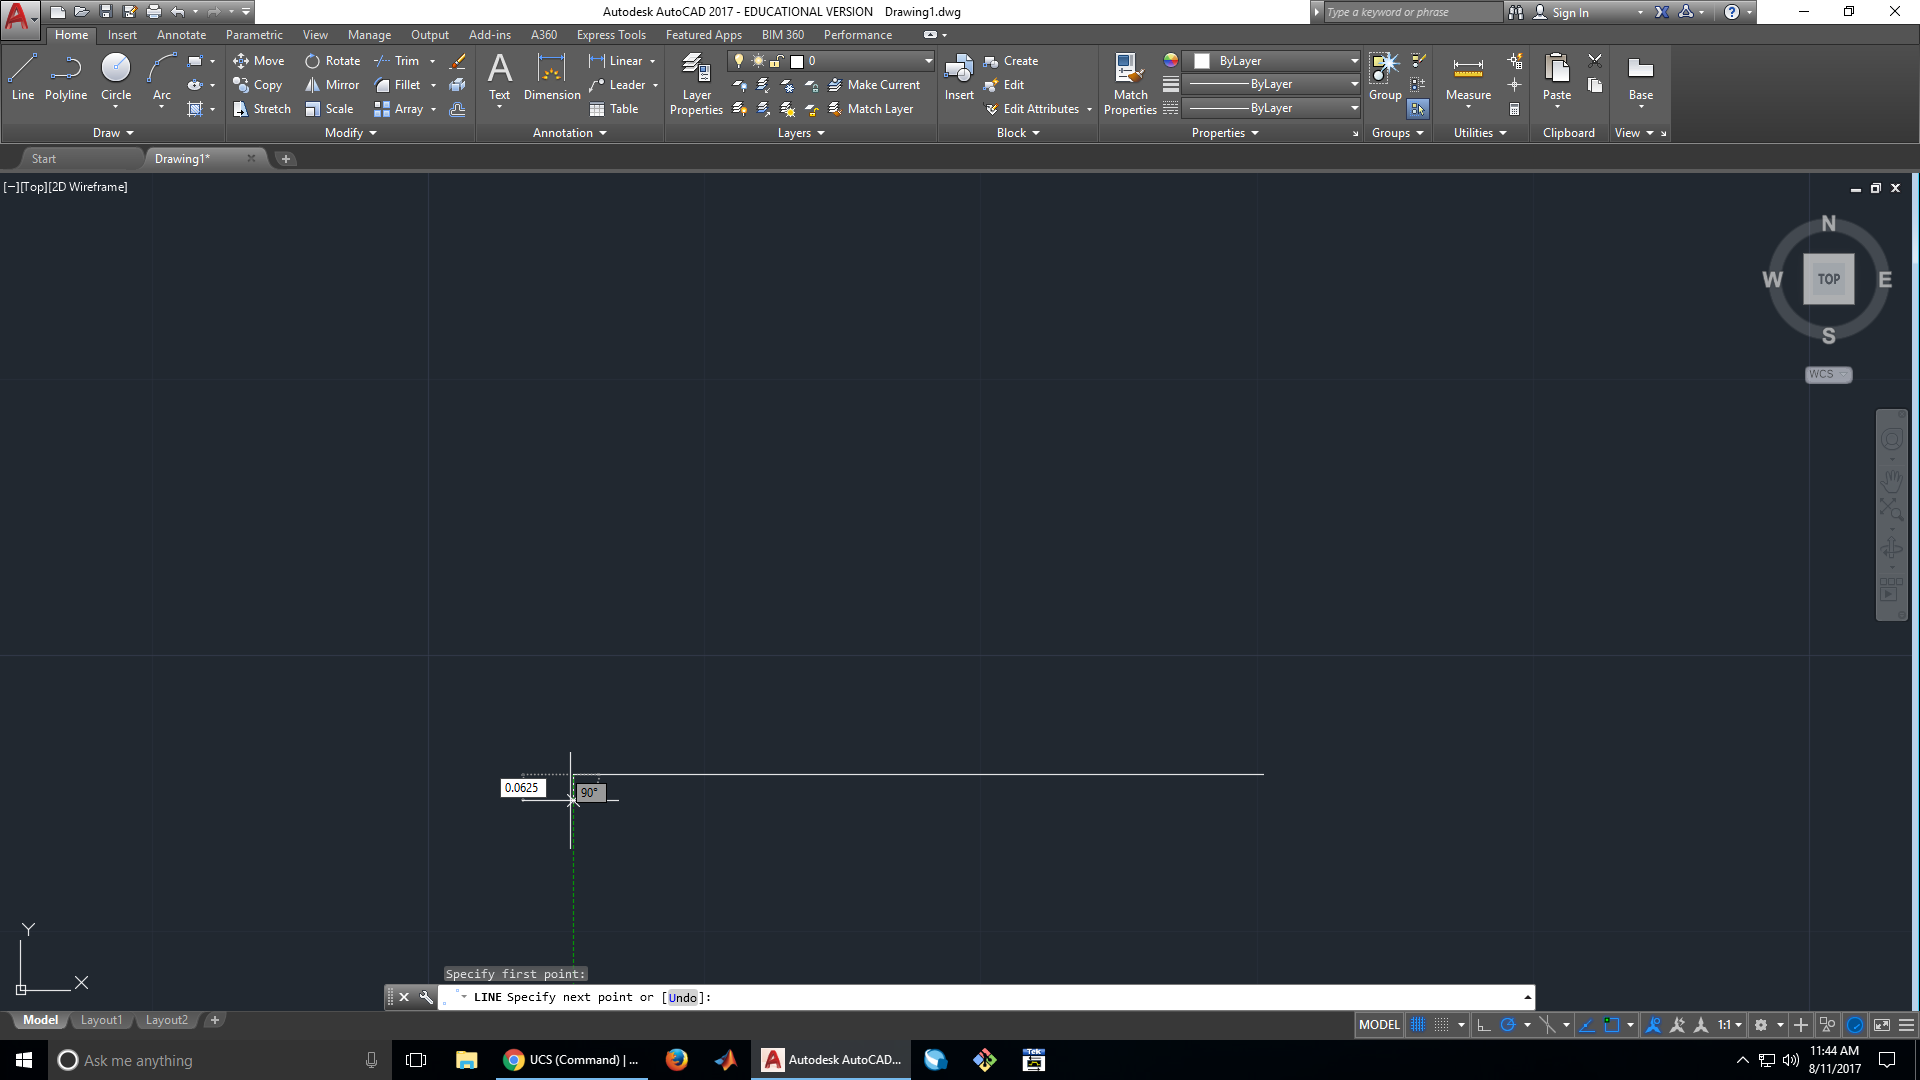 Autodesk AutoCAD 2017 - EDUCATIONAL VERSION Drawing1.dwg
Type a keyword or phrase
Sign In
Home Insert Annotate Parametric View Manage Output Add-ins A360 Express Tools Featured Apps BIM 360 Performance
Line Polyline Circle Arc
Draw
Move Rotate Trim
Copy Mirror Fillet
Stretch Scale Array
Modify
Text Dimension
Linear
Leader
Table
Annotation
Layer Properties
0
Make Current
Match Layer
Layers
Insert
Create
Edit
Edit Attributes
Block
Match Properties
ByLayer
ByLayer
ByLayer
Properties
Group
Groups
Measure
Utilities
Paste
Clipboard
Base
View
Start Drawing1*
[−][Top][2D Wireframe]
N
W TOP E
S
WCS
0.0625
90°
Y
X
Specify first point:
LINE Specify next point or [Undo]:
Model Layout1 Layout2
MODEL 1:1
Ask me anything
UCS (Command) | ...
Autodesk AutoCAD...
Tek
11:44 AM
8/11/2017